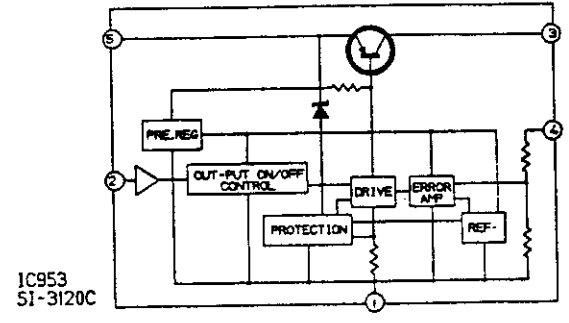 5
3
PRE.REG
4
2
OUT-PUT ON/OFF
CONTROL
DRIVE
ERROR
AMP
PROTECTION
REF-
IC953
SI-3120C
1